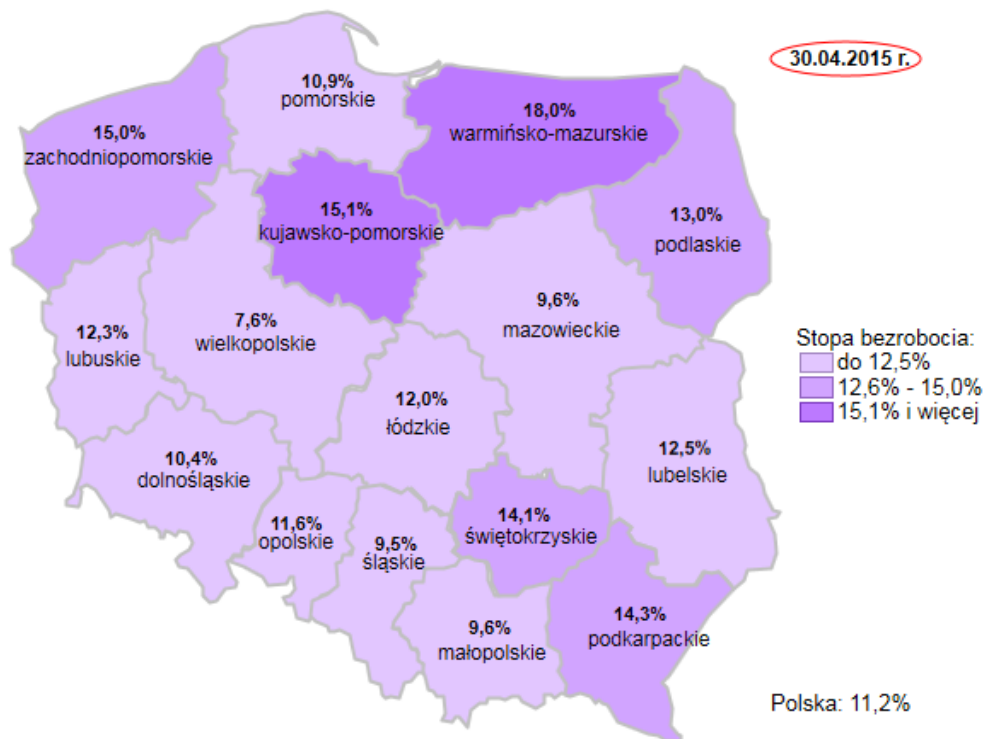 30.04.2015 r.
10,9%
pomorskie
18,0%
warmińsko-mazurskie
15,0%
zachodniopomorskie
15,1%
kujawsko-pomorskie
13,0%
podlaskie
9,6%
mazowieckie
7,6%
wielkopolskie
12,3%
lubuskie
Stopa bezrobocia:
do 12,5%
12,6% - 15,0%
15,1% i więcej
12,0%
łódzkie
12,5%
lubelskie
10,4%
dolnośląskie
14,1%
świętokrzyskie
11,6%
opolskie
9,5%
śląskie
14,3%
podkarpackie
9,6%
małopolskie
Polska: 11,2%